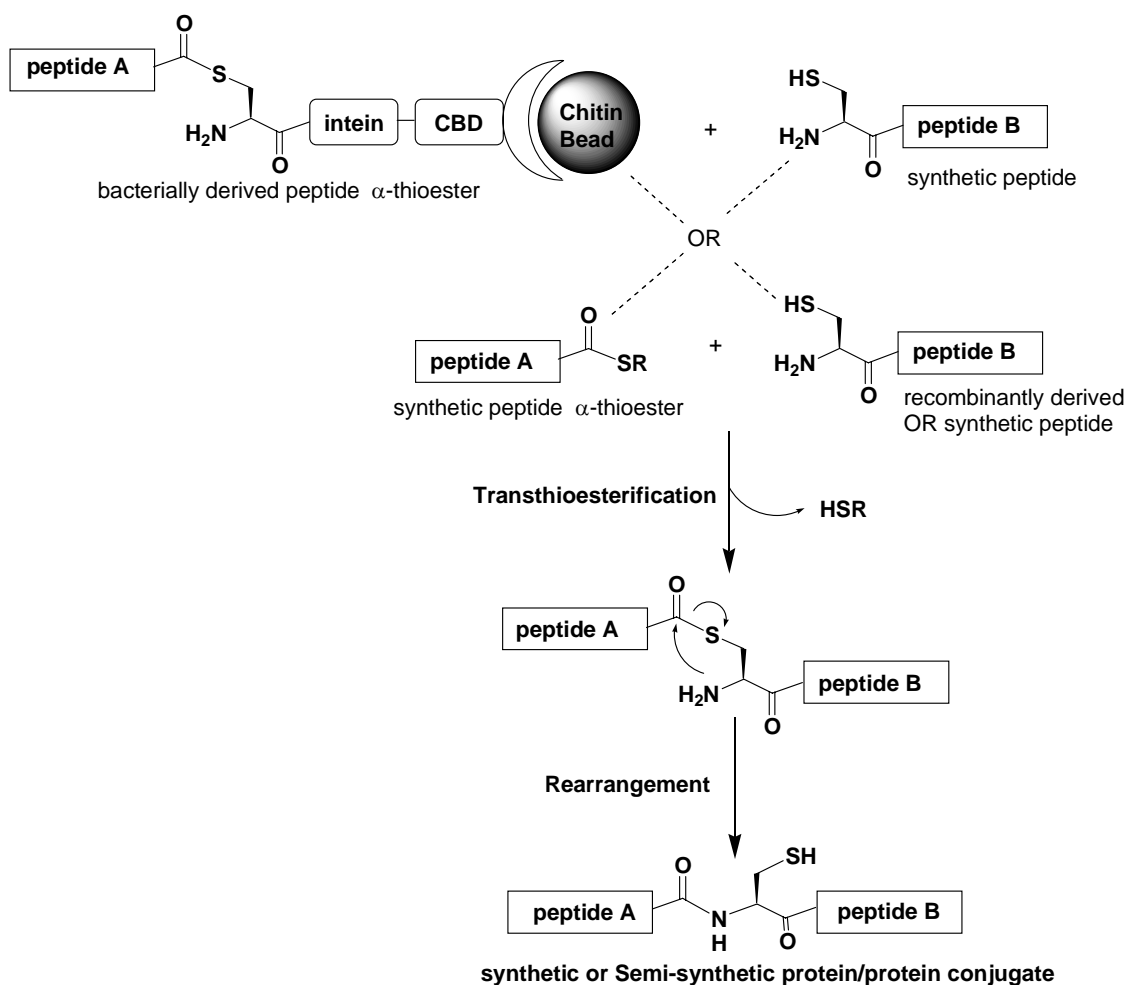 O
peptide A
S
H₂N
O
intein
CBD
Chitin
Bead
bacterially derived peptide α-thioester
+
HS
H₂N
O
peptide B
synthetic peptide
OR
O
peptide A
SR
synthetic peptide α-thioester
+
HS
H₂N
O
peptide B
recombinantly derived
OR synthetic peptide
Transthioesterification
HSR
O
peptide A
S
H₂N
O
peptide B
Rearrangement
O
SH
peptide A
N
H
O
peptide B
synthetic or Semi-synthetic protein/protein conjugate